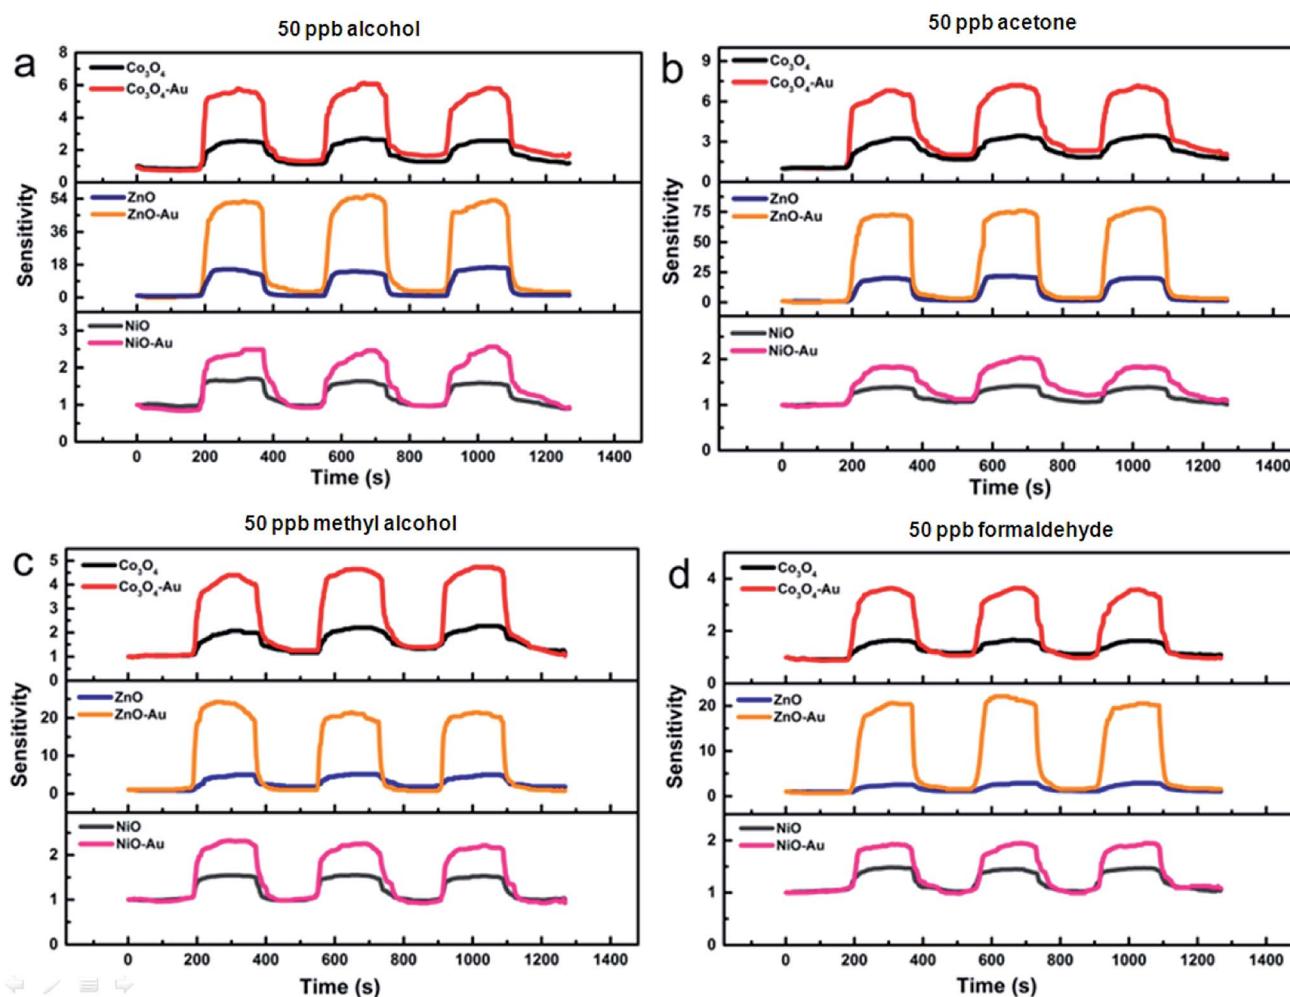 50 ppb alcohol
a
8
6
4
2
0
Co3O4
Co3O4-Au
54
36
18
0
ZnO
ZnO-Au
3
2
1
0
NiO
NiO-Au
Sensitivity
0 200 400 600 800 1000 1200 1400
Time (s)
50 ppb acetone
b
9
6
3
0
Co3O4
Co3O4-Au
75
50
25
0
ZnO
ZnO-Au
2
1
0
NiO
NiO-Au
Sensitivity
0 200 400 600 800 1000 1200 1400
Time (s)
50 ppb methyl alcohol
c
5
4
3
2
1
0
Co3O4
Co3O4-Au
20
10
0
ZnO
ZnO-Au
2
1
0
NiO
NiO-Au
Sensitivity
0 200 400 600 800 1000 1200 1400
Time (s)
50 ppb formaldehyde
d
4
2
0
Co3O4
Co3O4-Au
20
10
0
ZnO
ZnO-Au
2
1
0
NiO
NiO-Au
Sensitivity
0 200 400 600 800 1000 1200 1400
Time (s)